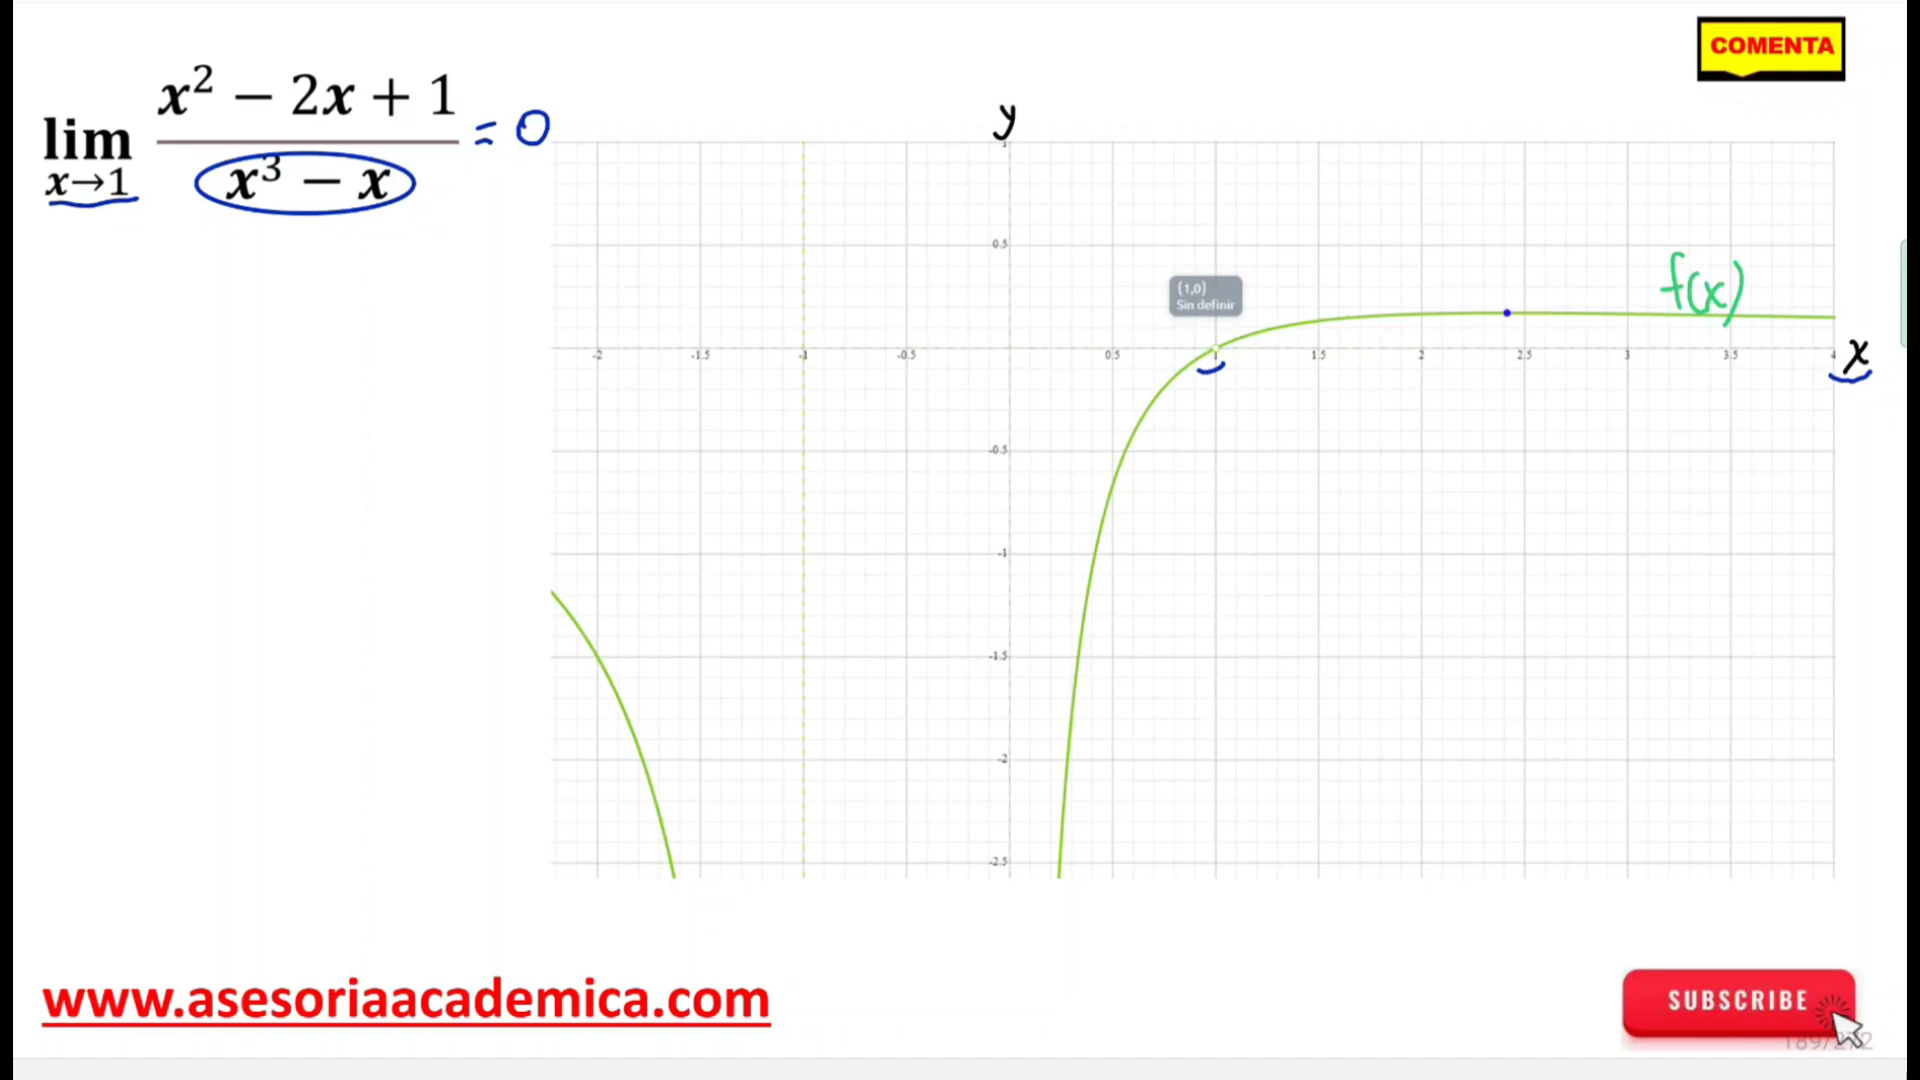 COMENTA
lim x→1 (x² − 2x + 1)/(x³ − x) = 0
y
1
0.5
f(x)
(1,0)
Sin definir
-2 -1.5 -1 -0.5 0.5 1 1.5 2 2.5 3 3.5 4 x
-0.5
-1
-1.5
-2
-2.5
www.asesoriaacademica.com
SUBSCRIBE